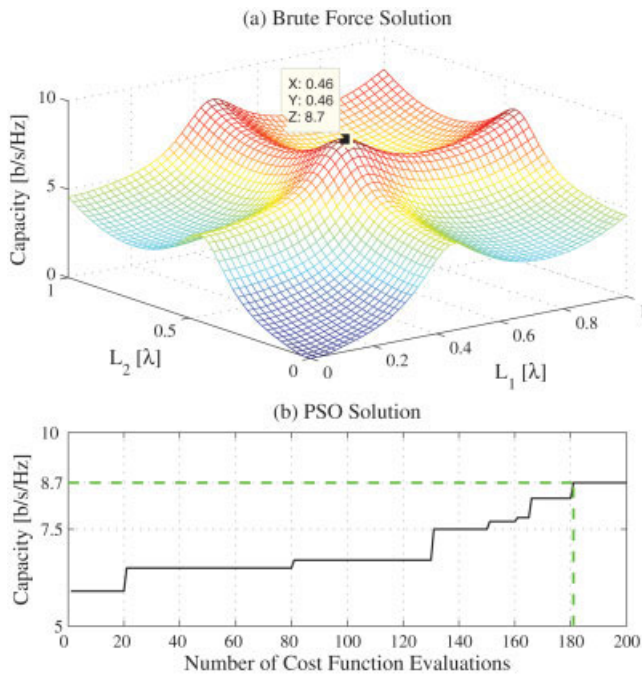 (a) Brute Force Solution
X: 0.46
Y: 0.46
Z: 8.7
Capacity [b/s/Hz]
10
5
0
1
0.5
0
L2 [λ]
0
0.2
0.4
0.6
0.8
L1 [λ]
(b) PSO Solution
Capacity [b/s/Hz]
10
8.7
7.5
5
0 20 40 60 80 100 120 140 160 180 200
Number of Cost Function Evaluations